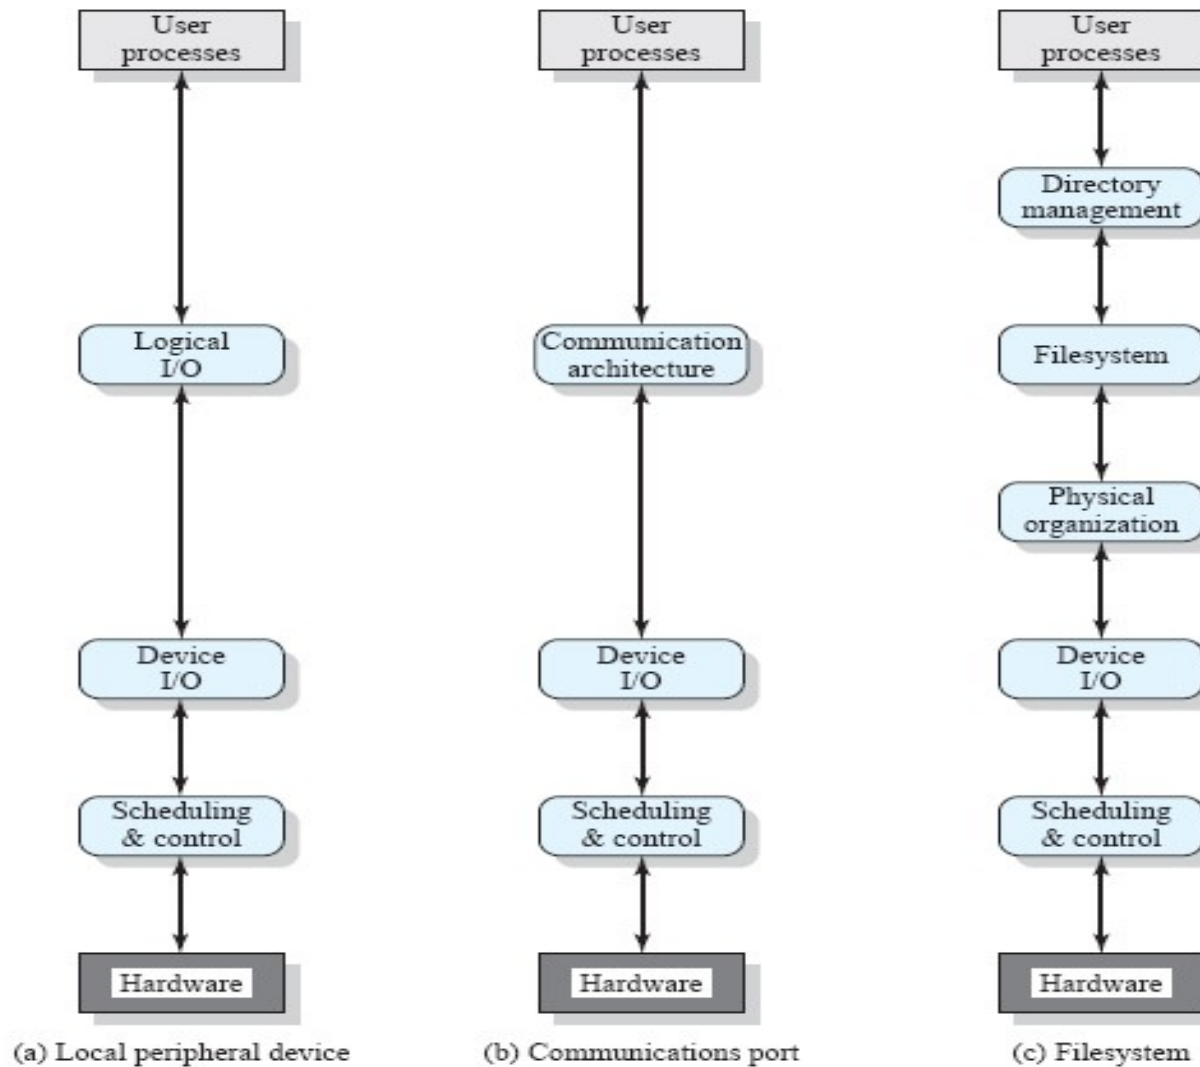 User
processes
Logical
I/O
Device
I/O
Scheduling
& control
Hardware
(a) Local peripheral device
User
processes
Communication
architecture
Device
I/O
Scheduling
& control
Hardware
(b) Communications port
User
processes
Directory
management
Filesystem
Physical
organization
Device
I/O
Scheduling
& control
Hardware
(c) Filesystem